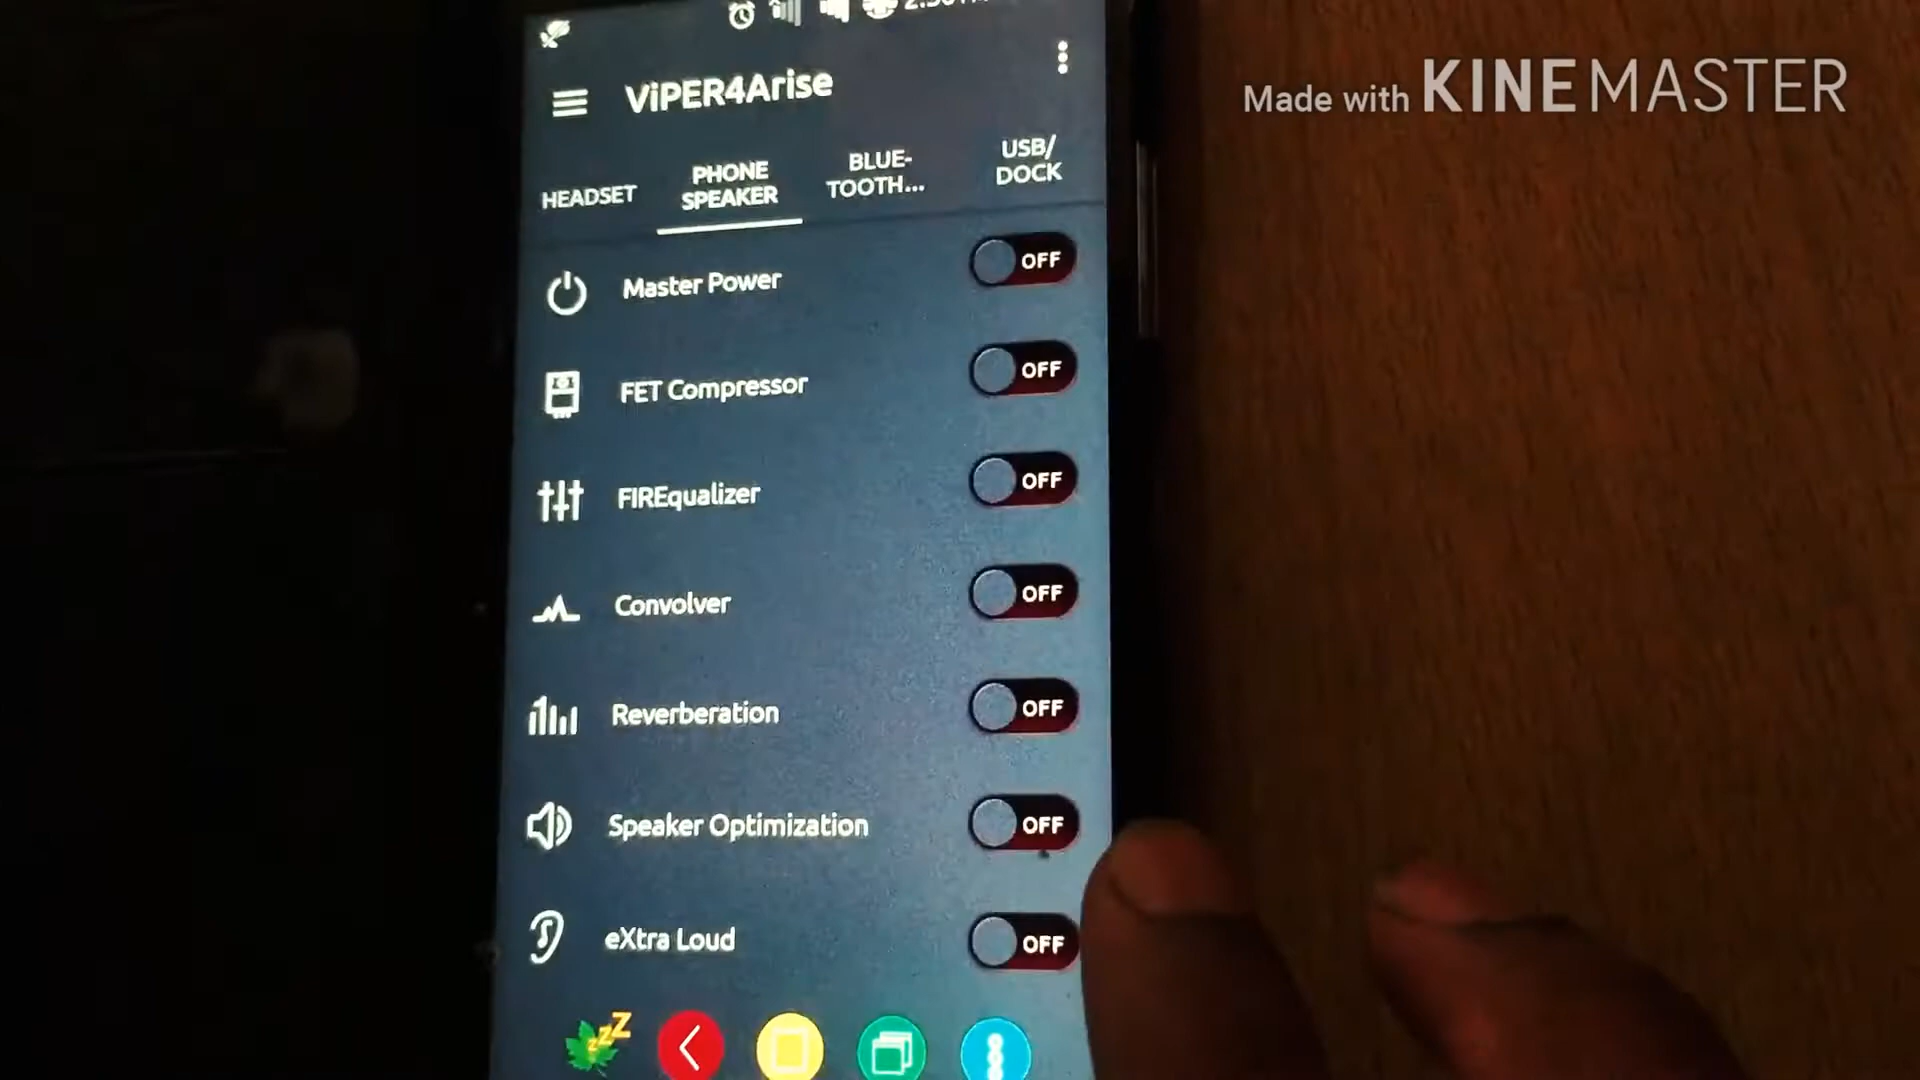 Made with KINEMASTER
ViPER4Arise
HEADSET
PHONE
SPEAKER
BLUE-
TOOTH...
USB/
DOCK
Master Power
OFF
FET Compressor
OFF
FIREqualizer
OFF
Convolver
OFF
Reverberation
OFF
Speaker Optimization
OFF
eXtra Loud
OFF
zzZ